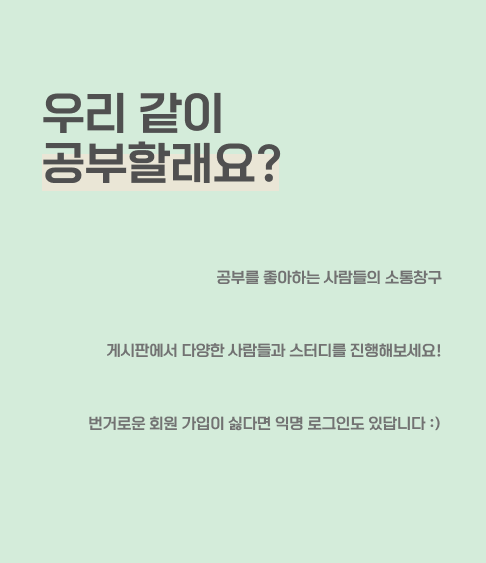 우리 같이
공부할래요?
공부를 좋아하는 사람들의 소통창구
게시판에서 다양한 사람들과 스터디를 진행해보세요!
번거로운 회원 가입이 싫다면 익명 로그인도 있답니다 :)